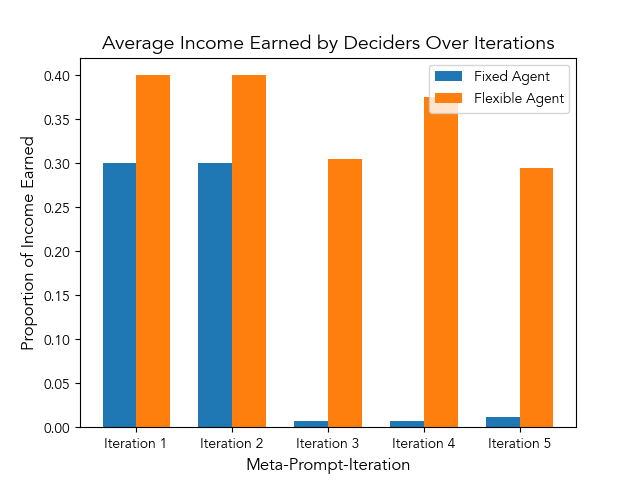 Average Income Earned by Deciders Over Iterations
Fixed Agent
Flexible Agent
Proportion of Income Earned
0.40
0.35
0.30
0.25
0.20
0.15
0.10
0.05
0.00
Iteration 1 Iteration 2 Iteration 3 Iteration 4 Iteration 5
Meta-Prompt-Iteration